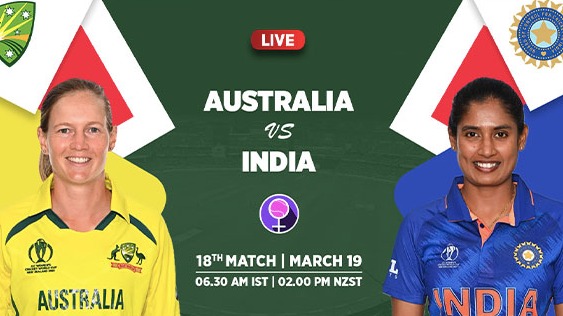 LIVE
AUSTRALIA
VS
INDIA
18TH MATCH | MARCH 19
06.30 AM IST | 02.00 PM NZST
AUSTRALIA
INDIA